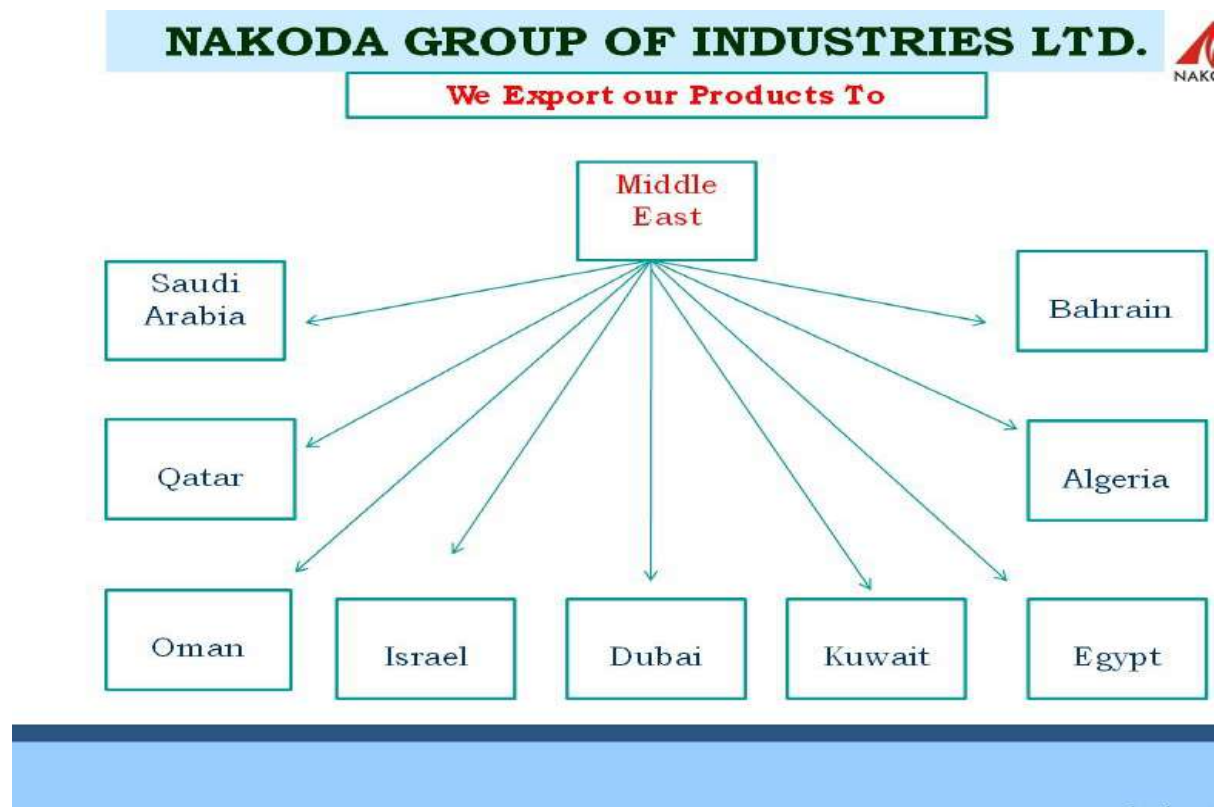 NAKODA GROUP OF INDUSTRIES LTD.
We Export our Products To
Middle
East
Saudi
Arabia
Bahrain
Qatar
Algeria
Oman
Israel
Dubai
Kuwait
Egypt